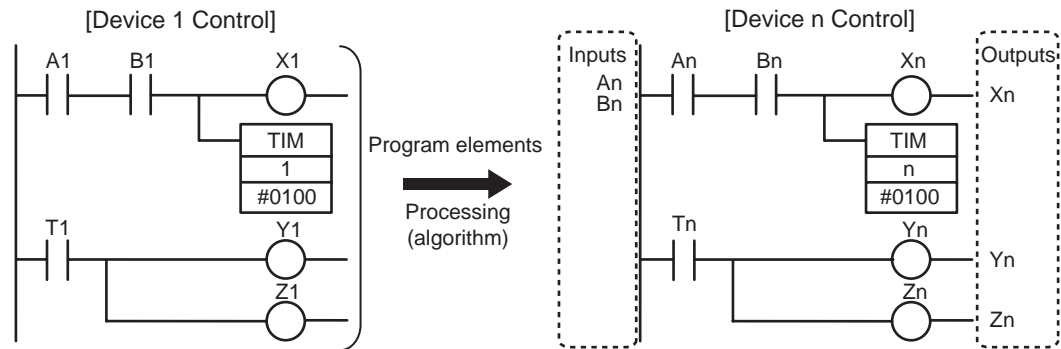 [Device 1 Control]
A1 B1 X1
TIM
1
#0100
T1 Y1
Z1
Program elements
Processing
(algorithm)
[Device n Control]
Inputs
An
Bn
An Bn Xn
TIM
n
#0100
Tn Yn
Zn
Outputs
Xn
Yn
Zn